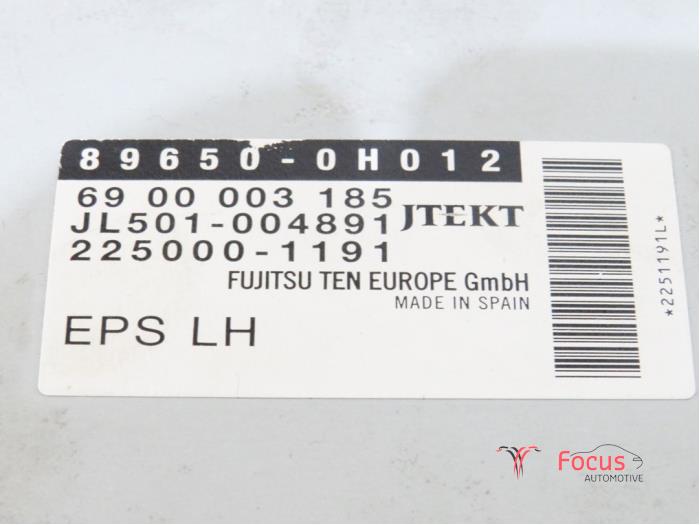 89650-0H012
69 00 003 185
JL501-004891 JTEKT
225000-1191
FUJITSU TEN EUROPE GmbH
MADE IN SPAIN
EPS LH
*2251191L*
Focus
AUTOMOTIVE